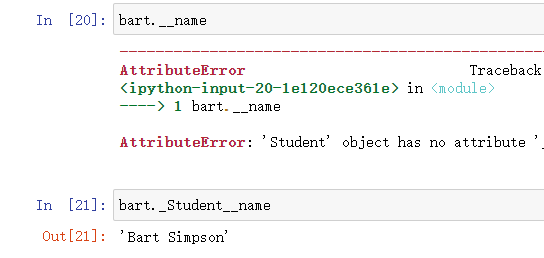 In [20]: bart.__name
---------------------------------------------------------
AttributeError Traceback
<ipython-input-20-1e120ece361e> in <module>
----> 1 bart.__name
AttributeError: 'Student' object has no attribute '_
In [21]: bart._Student__name
Out[21]: 'Bart Simpson'